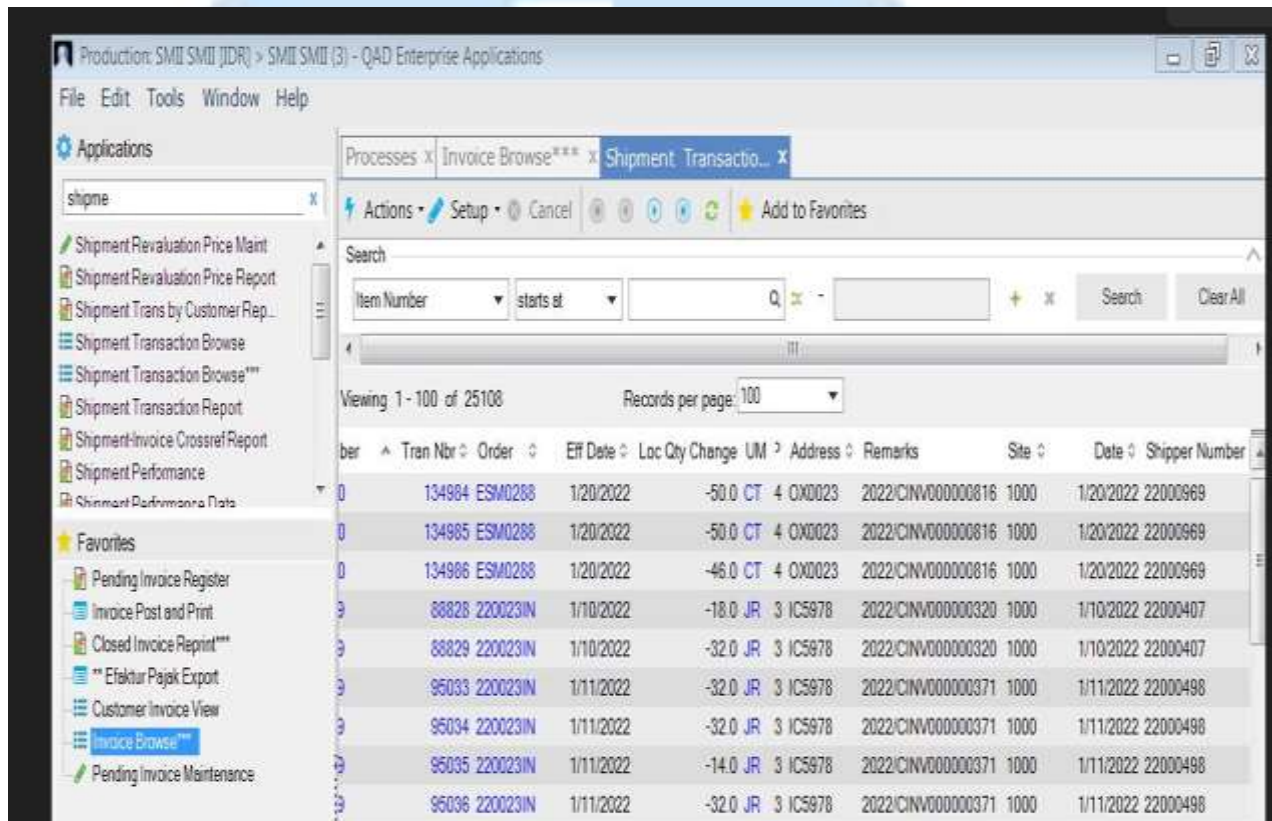 Production: SMII SMII [IDR] > SMII SMII (3) - QAD Enterprise Applications
File Edit Tools Window Help
Applications
shipme x
Shipment Revaluation Price Maint
Shipment Revaluation Price Report
Shipment Trans by Customer Rep...
Shipment Transaction Browse
Shipment Transaction Browse***
Shipment Transaction Report
Shipment-Invoice Crossref Report
Shipment Performance
Shipment Performance Data
Favorites
Pending Invoice Register
Invoice Post and Print
Closed Invoice Reprint***
** Efaktur Pajak Export
Customer Invoice View
Invoice Browse***
Pending Invoice Maintenance
Processes x Invoice Browse*** x Shipment Transactio... x
Actions Setup Cancel Add to Favorites
Search
Item Number starts at - + x Search Clear All
Viewing 1 - 100 of 25108 Records per page: 100
ber Tran Nbr Order Eff Date Loc Qty Change UM Address Remarks Site Date Shipper Number
0 134984 ESM0288 1/20/2022 -50.0 CT 4 OX0023 2022/CINV000000816 1000 1/20/2022 22000969
0 134985 ESM0288 1/20/2022 -50.0 CT 4 OX0023 2022/CINV000000816 1000 1/20/2022 22000969
0 134986 ESM0288 1/20/2022 -46.0 CT 4 OX0023 2022/CINV000000816 1000 1/20/2022 22000969
9 88828 220023IN 1/10/2022 -18.0 JR 3 IC5978 2022/CINV000000320 1000 1/10/2022 22000407
9 88829 220023IN 1/10/2022 -32.0 JR 3 IC5978 2022/CINV000000320 1000 1/10/2022 22000407
9 95033 220023IN 1/11/2022 -32.0 JR 3 IC5978 2022/CINV000000371 1000 1/11/2022 22000498
9 95034 220023IN 1/11/2022 -32.0 JR 3 IC5978 2022/CINV000000371 1000 1/11/2022 22000498
9 95035 220023IN 1/11/2022 -14.0 JR 3 IC5978 2022/CINV000000371 1000 1/11/2022 22000498
9 95036 220023IN 1/11/2022 -32.0 JR 3 IC5978 2022/CINV000000371 1000 1/11/2022 22000498